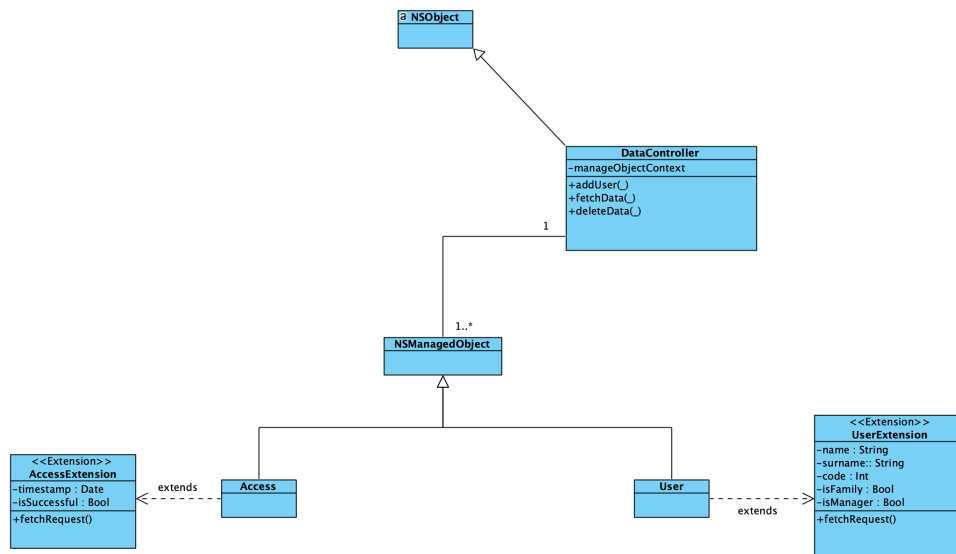 a NSObject
DataController
-manageObjectContext
+addUser(_)
+fetchData(_)
+deleteData(_)
1
1..*
NSManagedObject
<<Extension>>
AccessExtension
-timestamp : Date
-isSuccessful : Bool
+fetchRequest()
extends
Access
User
extends
<<Extension>>
UserExtension
-name : String
-surname:: String
-code : Int
-isFamily : Bool
-isManager : Bool
+fetchRequest()